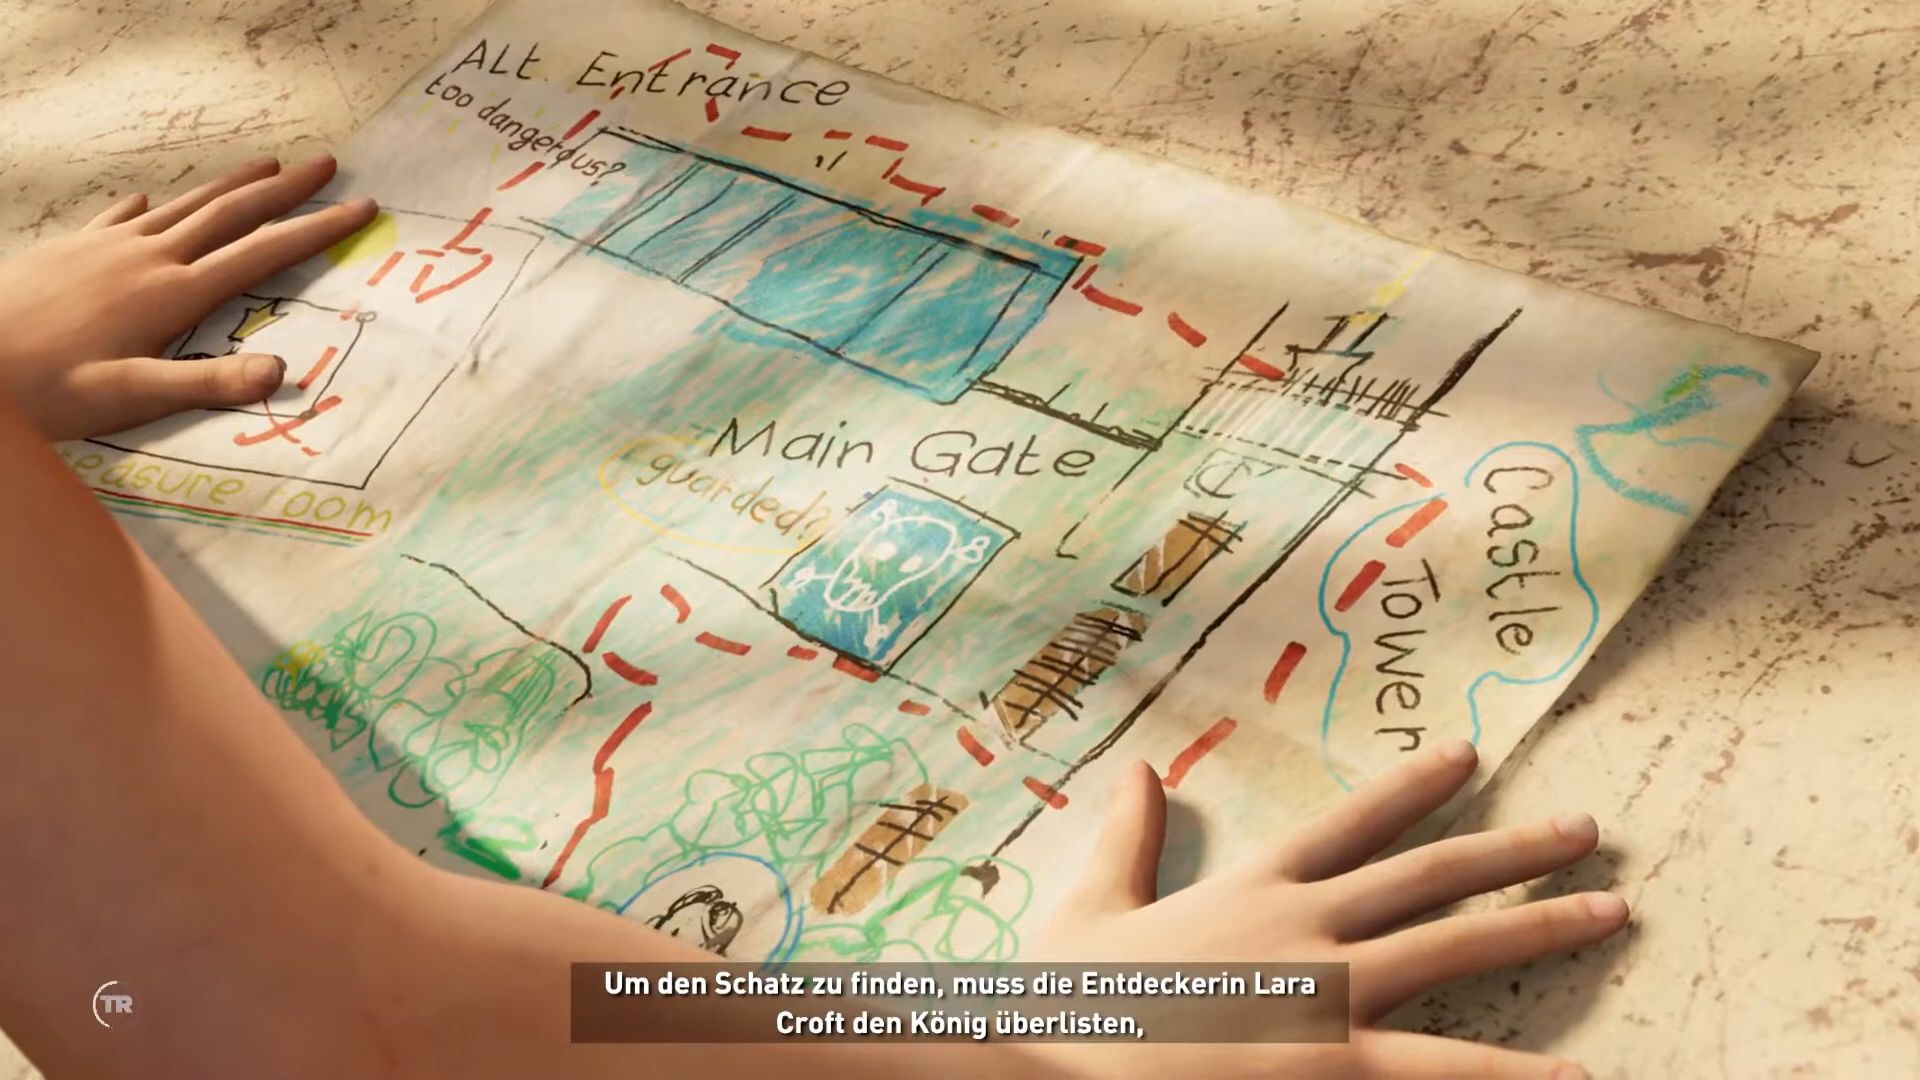 ALt. Entrance
too dangerous?
Main Gate
guarded?
easure room
Castle
Tower
TR
Um den Schatz zu finden, muss die Entdeckerin Lara
Croft den König überlisten,